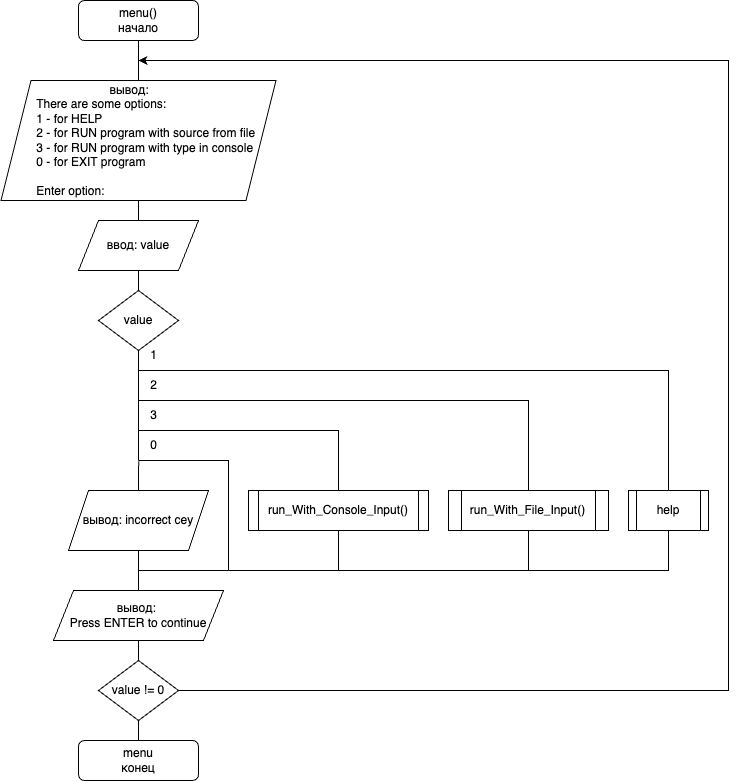 menu()
начало
вывод:
There are some options:
1 - for HELP
2 - for RUN program with source from file
3 - for RUN program with type in console
0 - for EXIT program
Enter option:
ввод: value
value
1
2
3
0
вывод: incorrect cey
run_With_Console_Input()
run_With_File_Input()
help
вывод:
Press ENTER to continue
value != 0
menu
конец